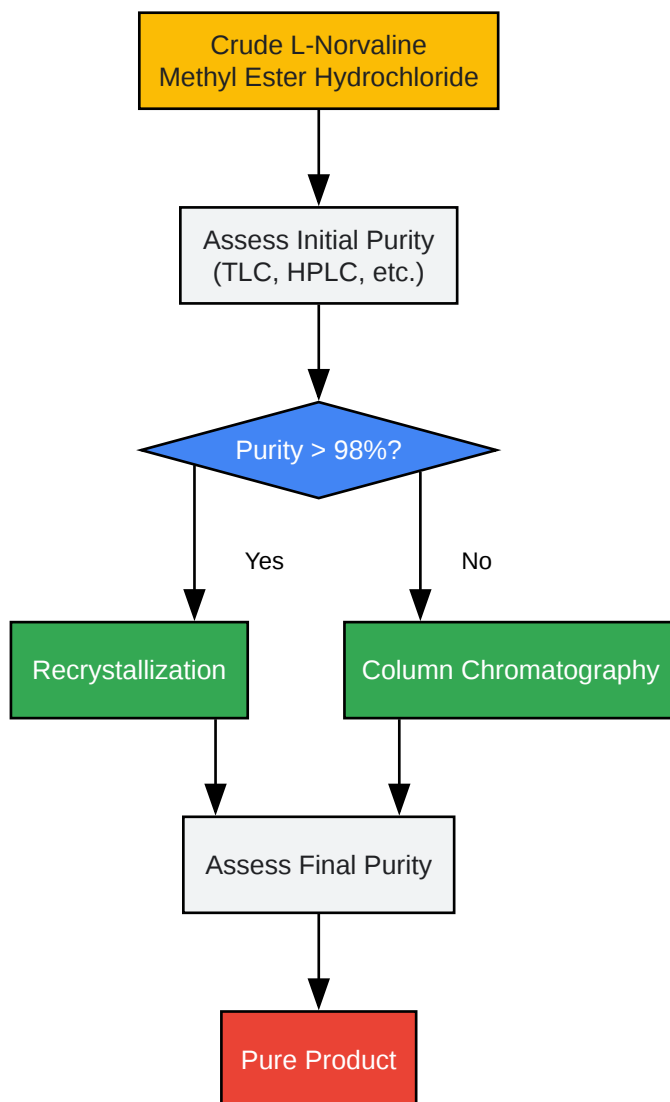 Crude L-Norvaline
Methyl Ester Hydrochloride
Assess Initial Purity
(TLC, HPLC, etc.)
Purity > 98%?
Yes
No
Recrystallization
Column Chromatography
Assess Final Purity
Pure Product